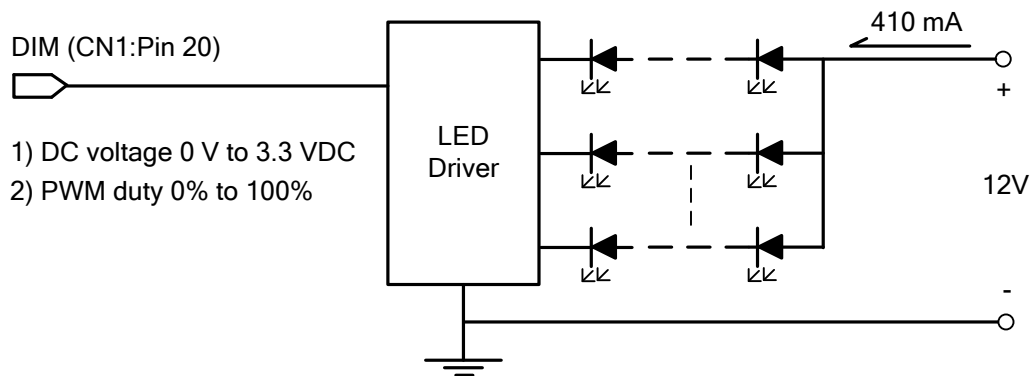 410 mA
DIM (CN1:Pin 20)
+
1) DC voltage 0 V to 3.3 VDC
2) PWM duty 0% to 100%
LED
Driver
12V
-